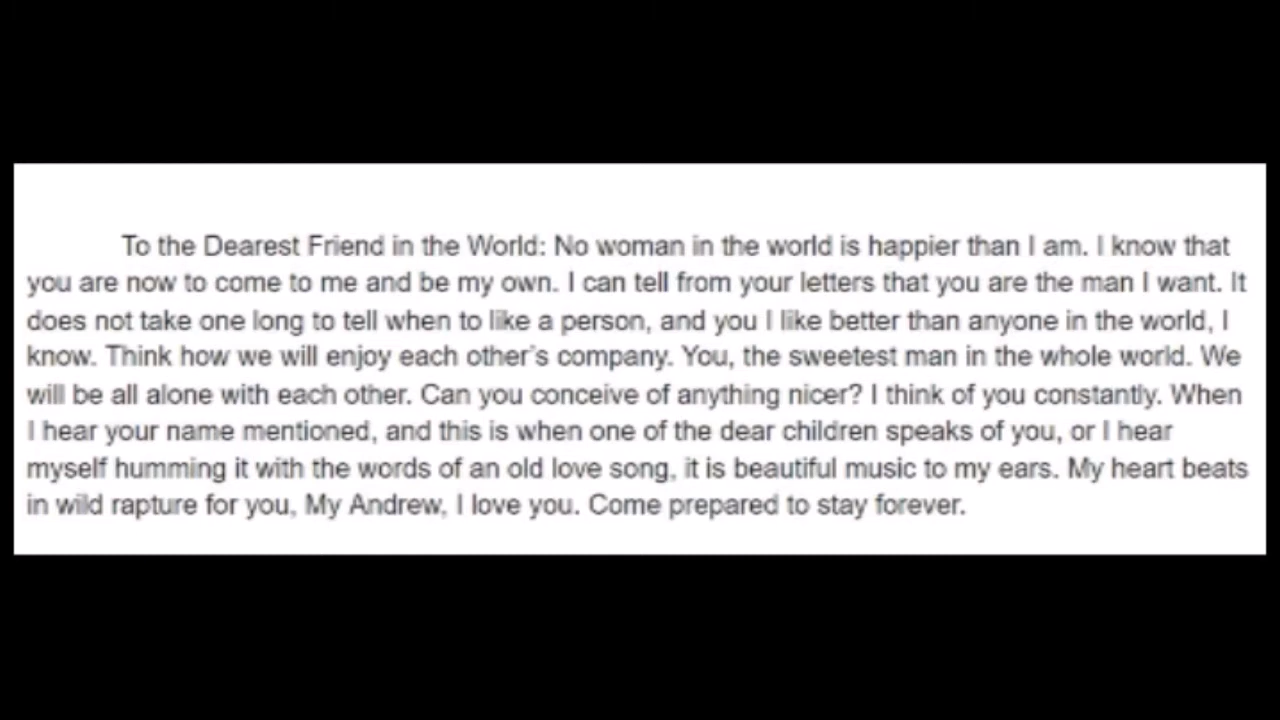 To the Dearest Friend in the World: No woman in the world is happier than I am. I know that
you are now to come to me and be my own. I can tell from your letters that you are the man I want. It
does not take one long to tell when to like a person, and you I like better than anyone in the world, I
know. Think how we will enjoy each other's company. You, the sweetest man in the whole world. We
will be all alone with each other. Can you conceive of anything nicer? I think of you constantly. When
I hear your name mentioned, and this is when one of the dear children speaks of you, or I hear
myself humming it with the words of an old love song, it is beautiful music to my ears. My heart beats
in wild rapture for you, My Andrew, I love you. Come prepared to stay forever.